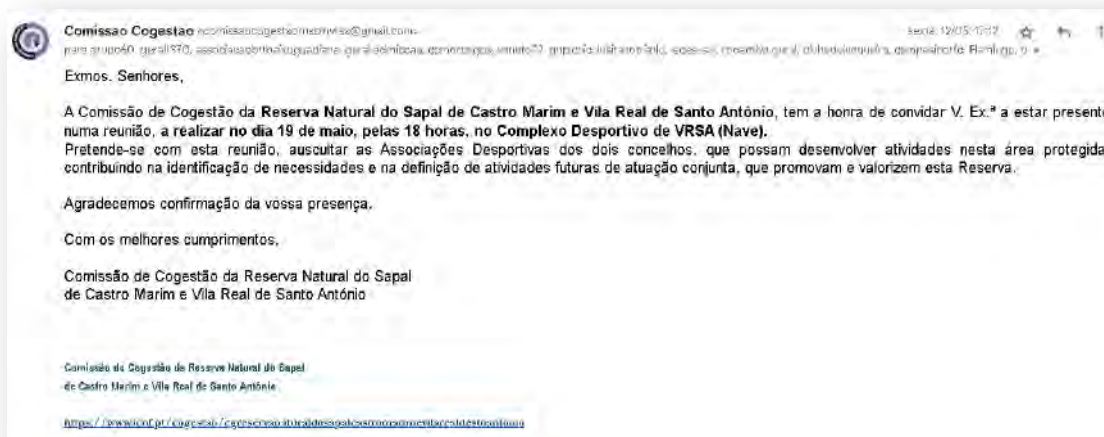 Comissao Cogestao
Exmos. Senhores,
A Comissão de Cogestão da Reserva Natural do Sapal de Castro Marim e Vila Real de Santo António, tem a honra de convidar V. Ex.ª a estar present
numa reunião, a realizar no dia 19 de maio, pelas 18 horas, no Complexo Desportivo de VRSA (Nave).
Pretende-se com esta reunião, auscultar as Associações Desportivas dos dois concelhos, que possam desenvolver atividades nesta área protegida
contribuindo na identificação de necessidades e na definição de atividades futuras de atuação conjunta, que promovam e valorizem esta Reserva.
Agradecemos confirmação da vossa presença.
Com os melhores cumprimentos,
Comissão de Cogestão da Reserva Natural do Sapal
de Castro Marim e Vila Real de Santo António
Comissão de Cogestão da Reserva Natural do Sapal
de Castro Marim e Vila Real de Santo António